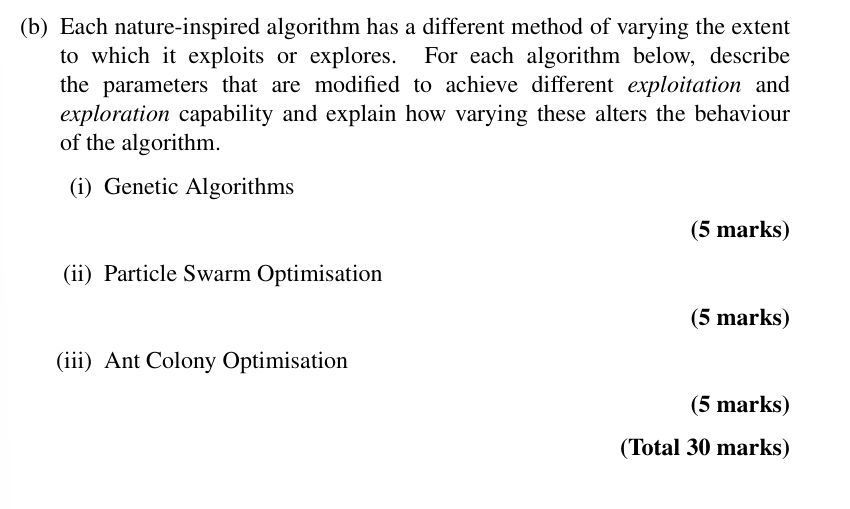 (b) Each nature-inspired algorithm has a different method of varying the extent
to which it exploits or explores. For each algorithm below, describe
the parameters that are modified to achieve different exploitation and
exploration capability and explain how varying these alters the behaviour
of the algorithm.
(i) Genetic Algorithms
(5 marks)
(ii) Particle Swarm Optimisation
(5 marks)
(iii) Ant Colony Optimisation
(5 marks)
(Total 30 marks)